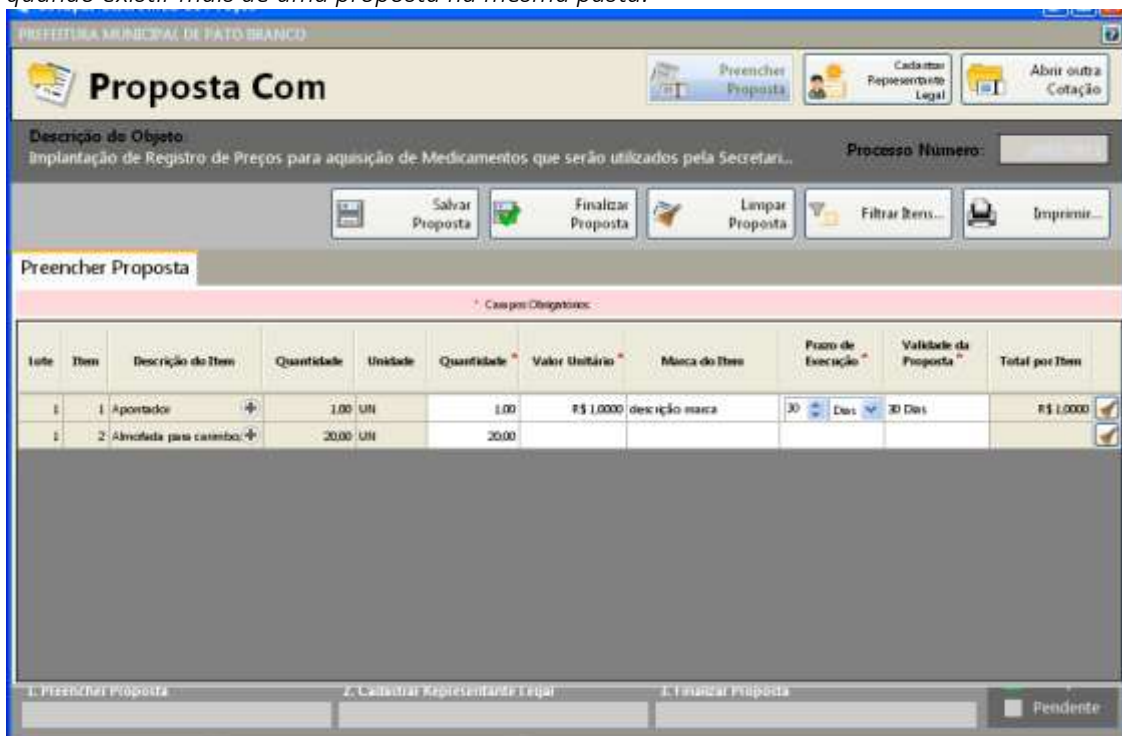 quando existir mais de uma proposta na mesma pasta.
PREFEITURA MUNICIPAL DE PATO BRANCO
Proposta Com
Preencher
Proposta
Cadastrar
Representante
Legal
Abrir outra
Cotação
Descrição do Objeto:
Implantação de Registro de Preços para aquisição de Medicamentos que serão utilizados pela Secretari...
Processo Numero:
Salvar
Proposta
Finalizar
Proposta
Limpar
Proposta
Filtrar Itens...
Imprimir...
Preencher Proposta
* Campos Obrigatórios
Lote Item Descrição do Item Quantidade Unidade Quantidade * Valor Unitário * Marca do Item Prazo de Execução * Validade da Proposta * Total por Item
1 1 Apontador 1,00 UN 1,00 R$ 1,0000 descrição marca 30 Dias 30 Dias R$ 1,0000
1 2 Almofada para carimbo; 20,00 UN 20,00
1. Preencher Proposta 2. Cadastrar Representante Legal 3. Finalizar Proposta
Pendente